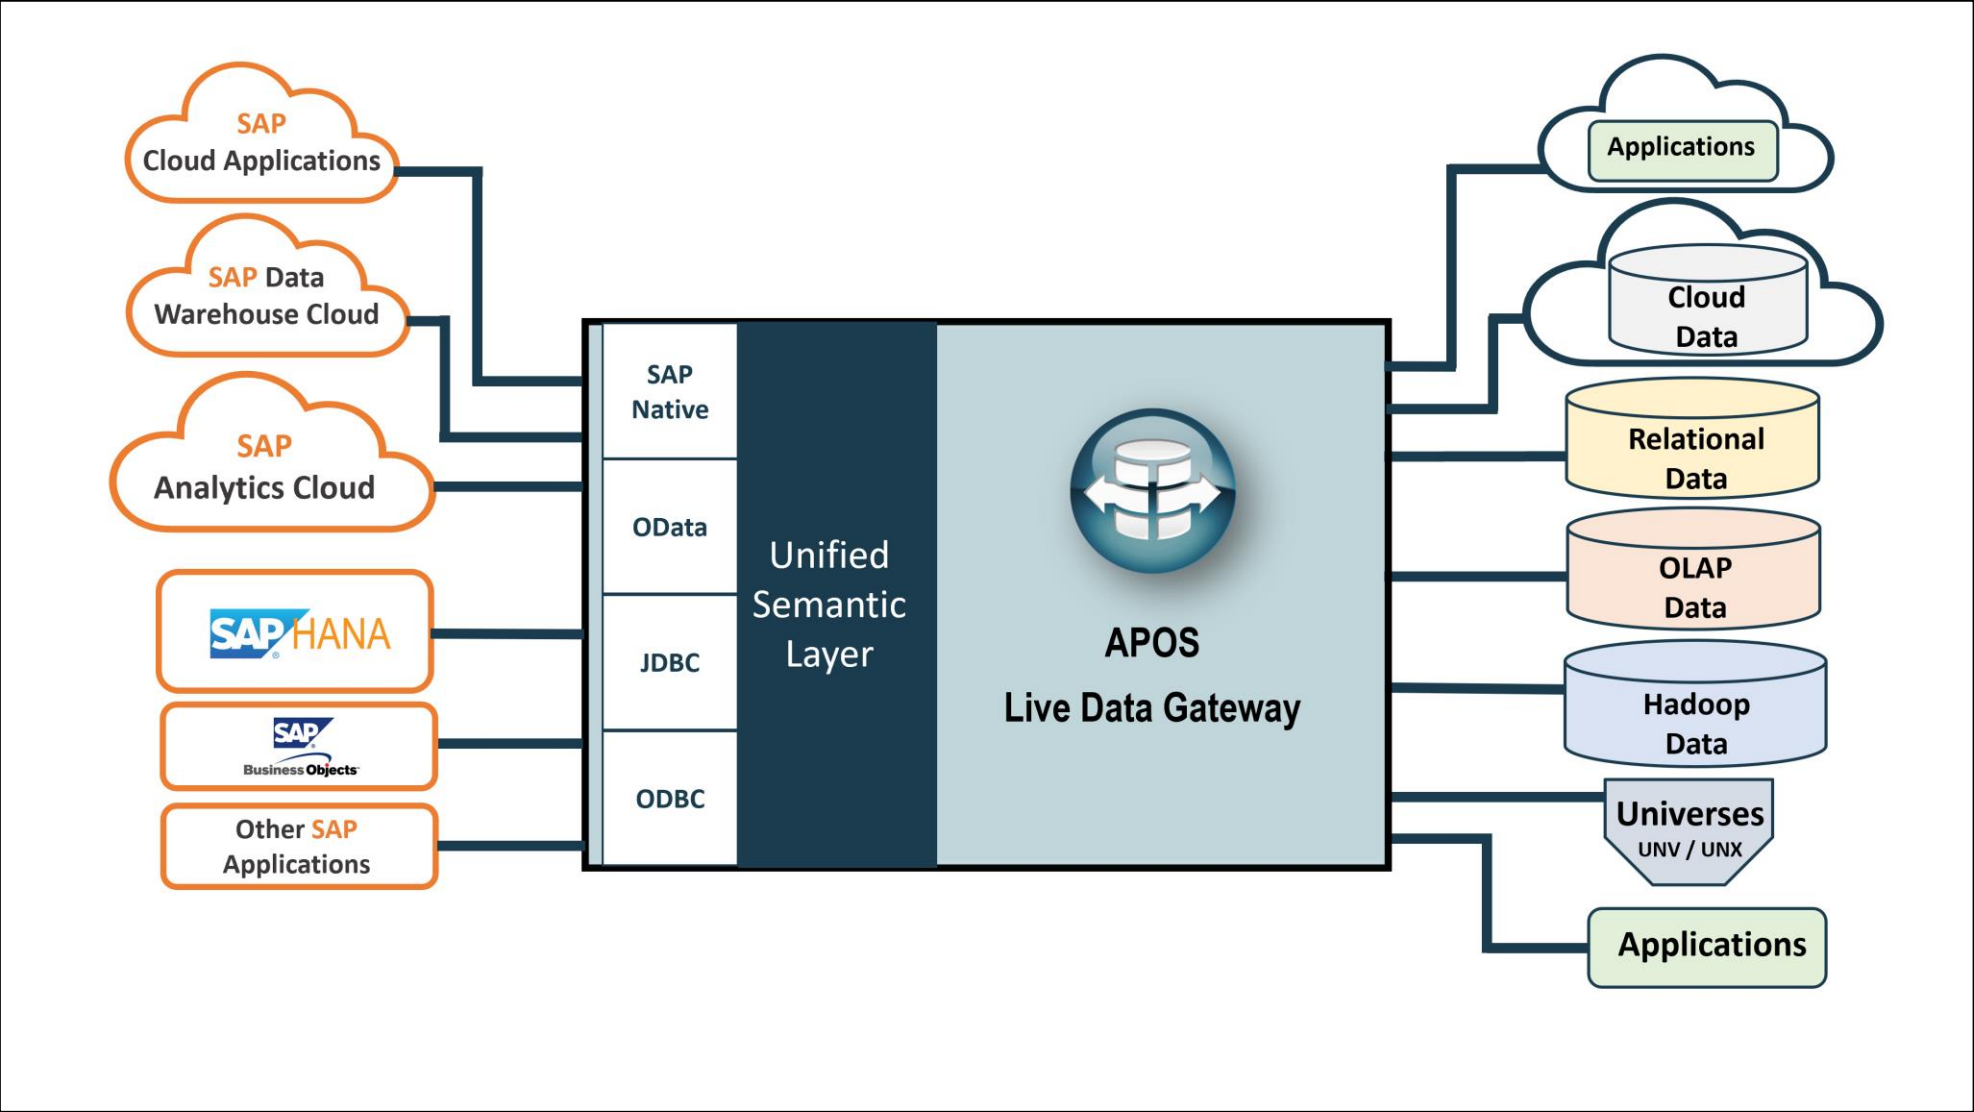 SAP
Cloud Applications
SAP Data
Warehouse Cloud
SAP
Analytics Cloud
SAP HANA
®
SAP
®
Business Objects™
Other SAP
Applications
SAP
Native
OData
JDBC
ODBC
Unified
Semantic
Layer
APOS
Live Data Gateway
Applications
Cloud
Data
Relational
Data
OLAP
Data
Hadoop
Data
Universes
UNV / UNX
Applications